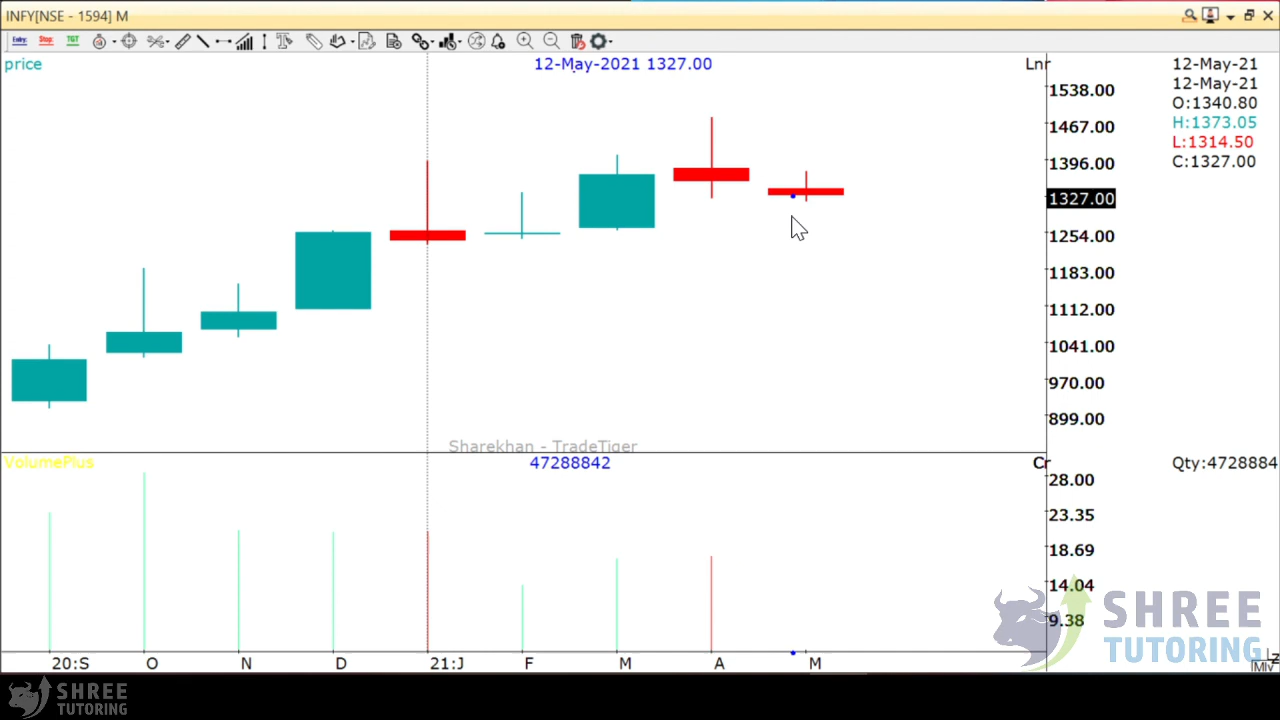 INFY[NSE - 1594] M
Entry Stop TGT
price
12-May-2021 1327.00
Lnr
12-May-21
12-May-21
O:1340.80
H:1373.05
L:1314.50
C:1327.00
1538.00
1467.00
1396.00
1327.00
1254.00
1183.00
1112.00
1041.00
970.00
899.00
Sharekhan - TradeTiger
VolumePlus
47288842
Cr
Qty:4728884
28.00
23.35
18.69
14.04
9.38
SHREE
TUTORING
20:S O N D 21:J F M A M
SHREE
TUTORING